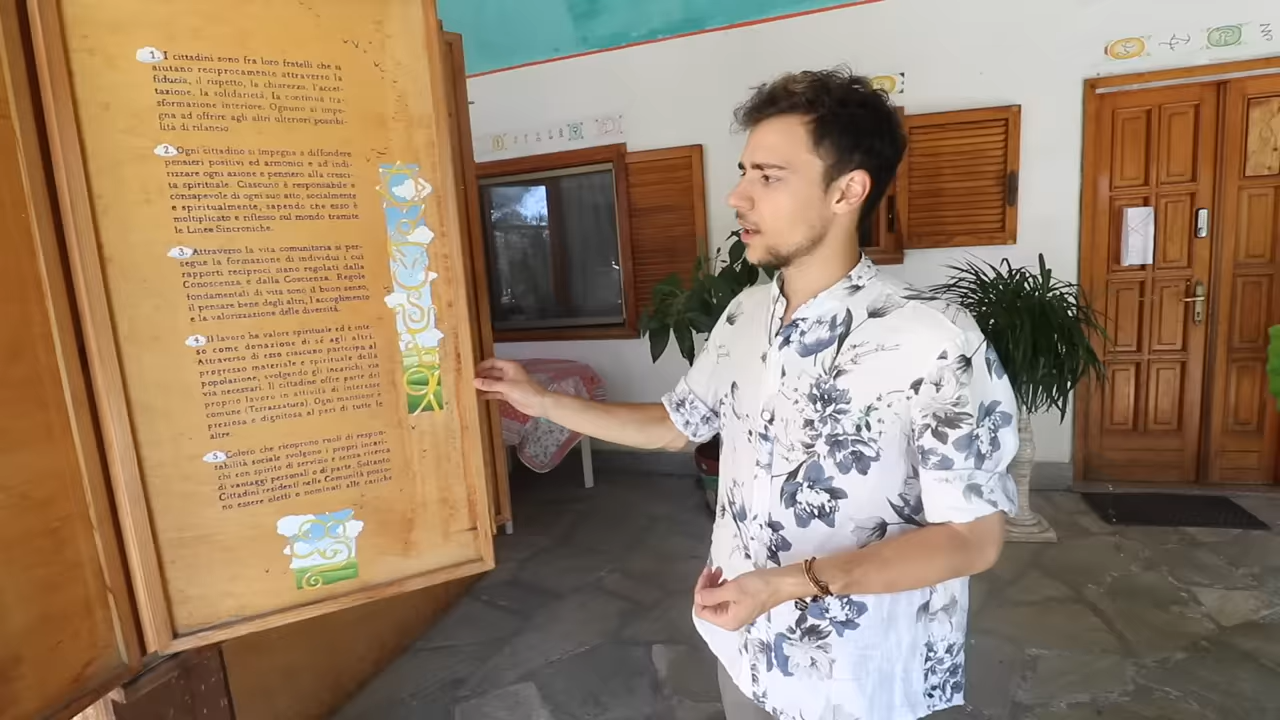 1. I cittadini sono fra loro fratelli che si
aiutano reciprocamente attraverso la
fiducia, il rispetto, la chiarezza, l'accet-
tazione, la solidarietà, la continua tra-
sformazione interiore. Ognuno si impe-
gna ad offrire agli altri ulteriori possibi-
lità di rilancio
2. Ogni cittadino si impegna a diffondere
pensieri positivi ed armonici e ad indi-
rizzare ogni azione e pensiero alla cresci-
ta spirituale. Ciascuno è responsabile e
consapevole di ogni suo atto, socialmente
e spiritualmente, sapendo che esso è
moltiplicato e riflesso sul mondo tramite
le Linee Sincroniche.
3. Attraverso la vita comunitaria si per-
segue la formazione di individui i cui
rapporti reciproci siano regolati dalla
Conoscenza e dalla Coscienza. Regole
fondamentali di vita sono il buon senso,
il pensare bene degli altri, l'accoglimento
e la valorizzazione delle diversità.
4. Il lavoro ha valore spirituale ed è inte-
so come donazione di sé agli altri.
Attraverso di esso ciascuno partecipa al
progresso materiale e spirituale della
popolazione, svolgendo gli incarichi via
via necessari. Il cittadino offre parte del
proprio lavoro in attività di interesse
comune (Terrazzatura). Ogni mansione è
preziosa e dignitosa al pari di tutte le
altre.
5. Coloro che ricoprono ruoli di respon-
sabilità sociale svolgono i propri incari-
chi con spirito di servizio e senza ricerca
di vantaggi personali o di parte. Soltanto
Cittadini residenti nelle Comunità posso-
no essere eletti o nominati alle cariche